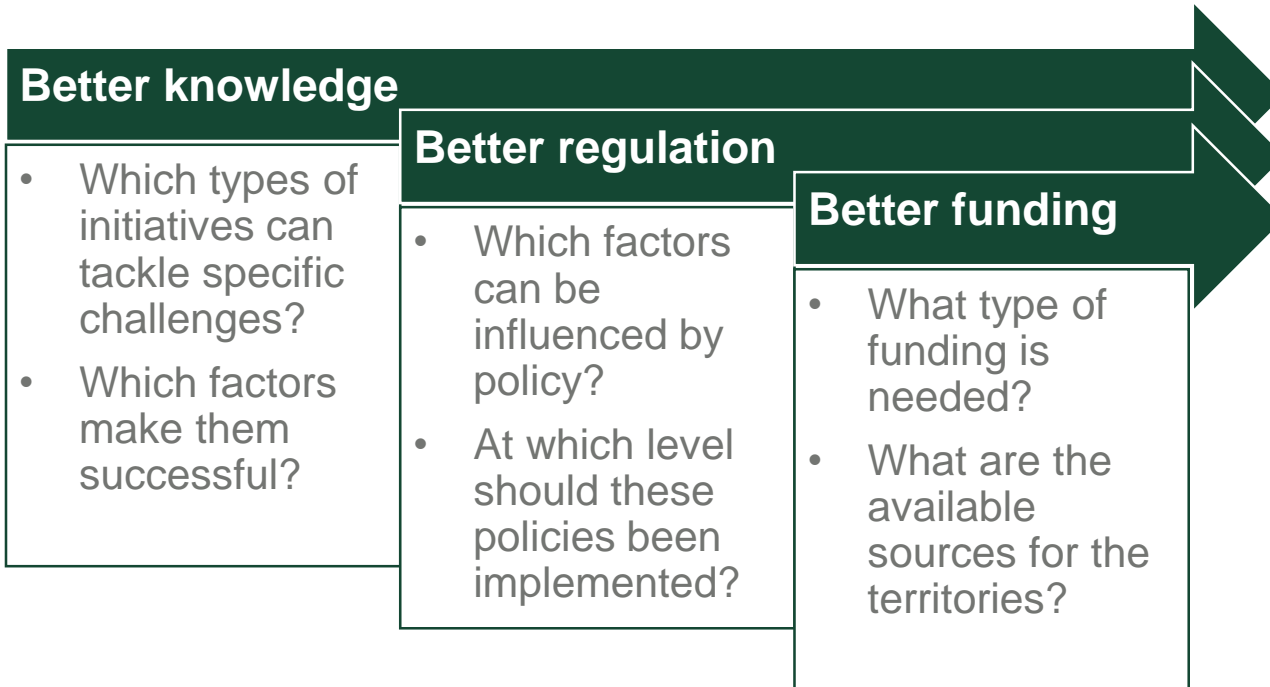 Better knowledge
• Which types of
initiatives can
tackle specific
challenges?
• Which factors
make them
successful?
Better regulation
• Which factors
can be
influenced by
policy?
• At which level
should these
policies been
implemented?
Better funding
• What type of
funding is
needed?
• What are the
available
sources for the
territories?